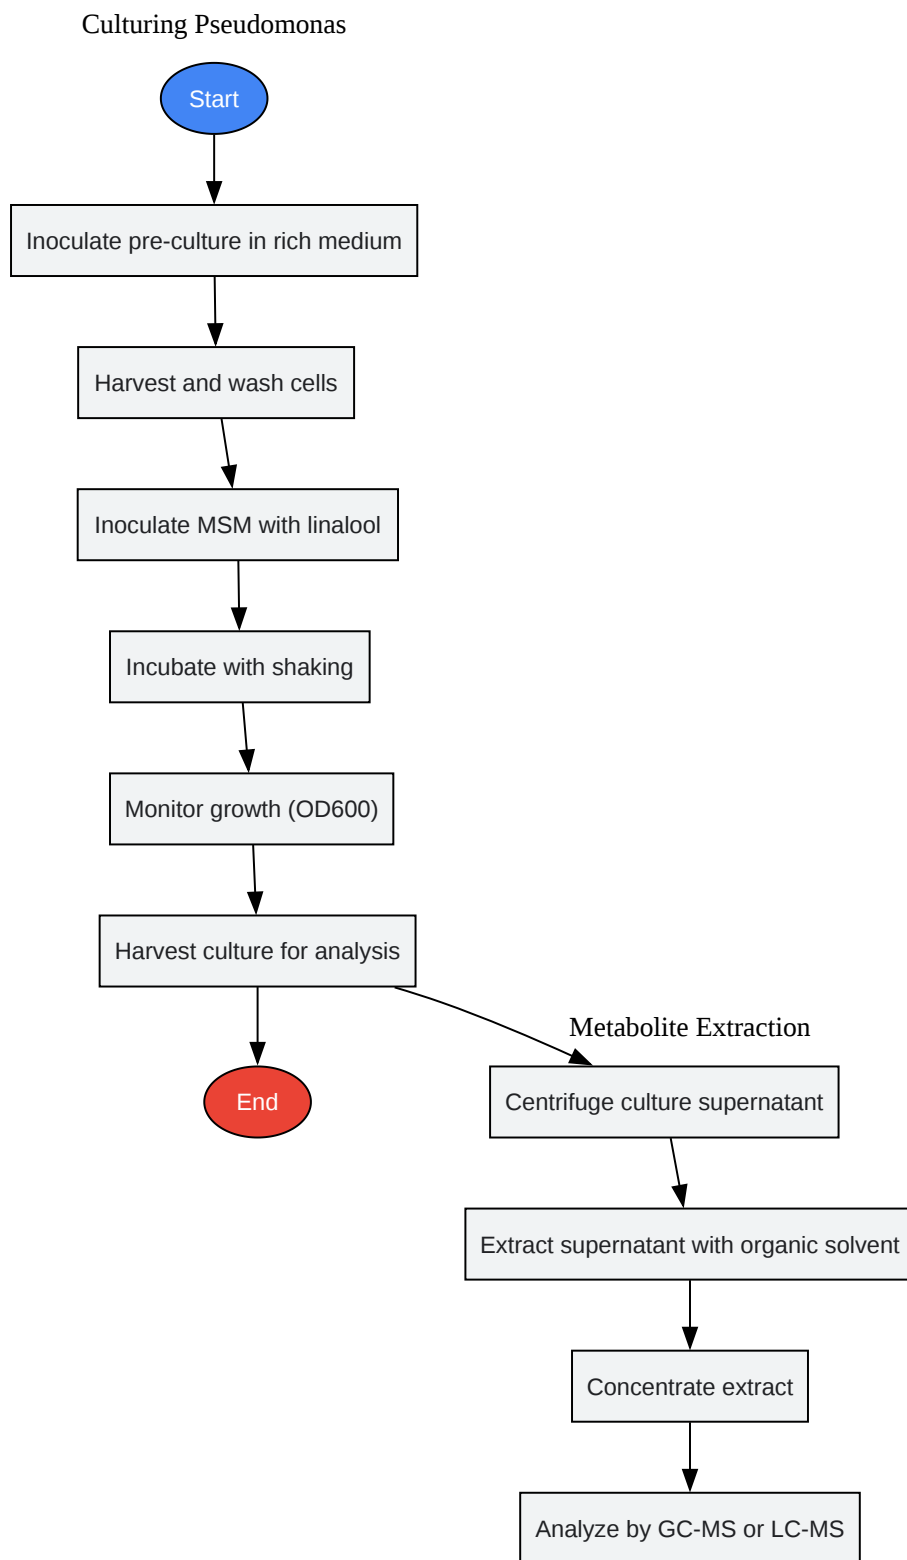 Culturing Pseudomonas
Start
Inoculate pre-culture in rich medium
Harvest and wash cells
Inoculate MSM with linalool
Incubate with shaking
Monitor growth (OD600)
Harvest culture for analysis
End
Metabolite Extraction
Centrifuge culture supernatant
Extract supernatant with organic solvent
Concentrate extract
Analyze by GC-MS or LC-MS